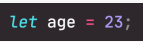 let age = 23;